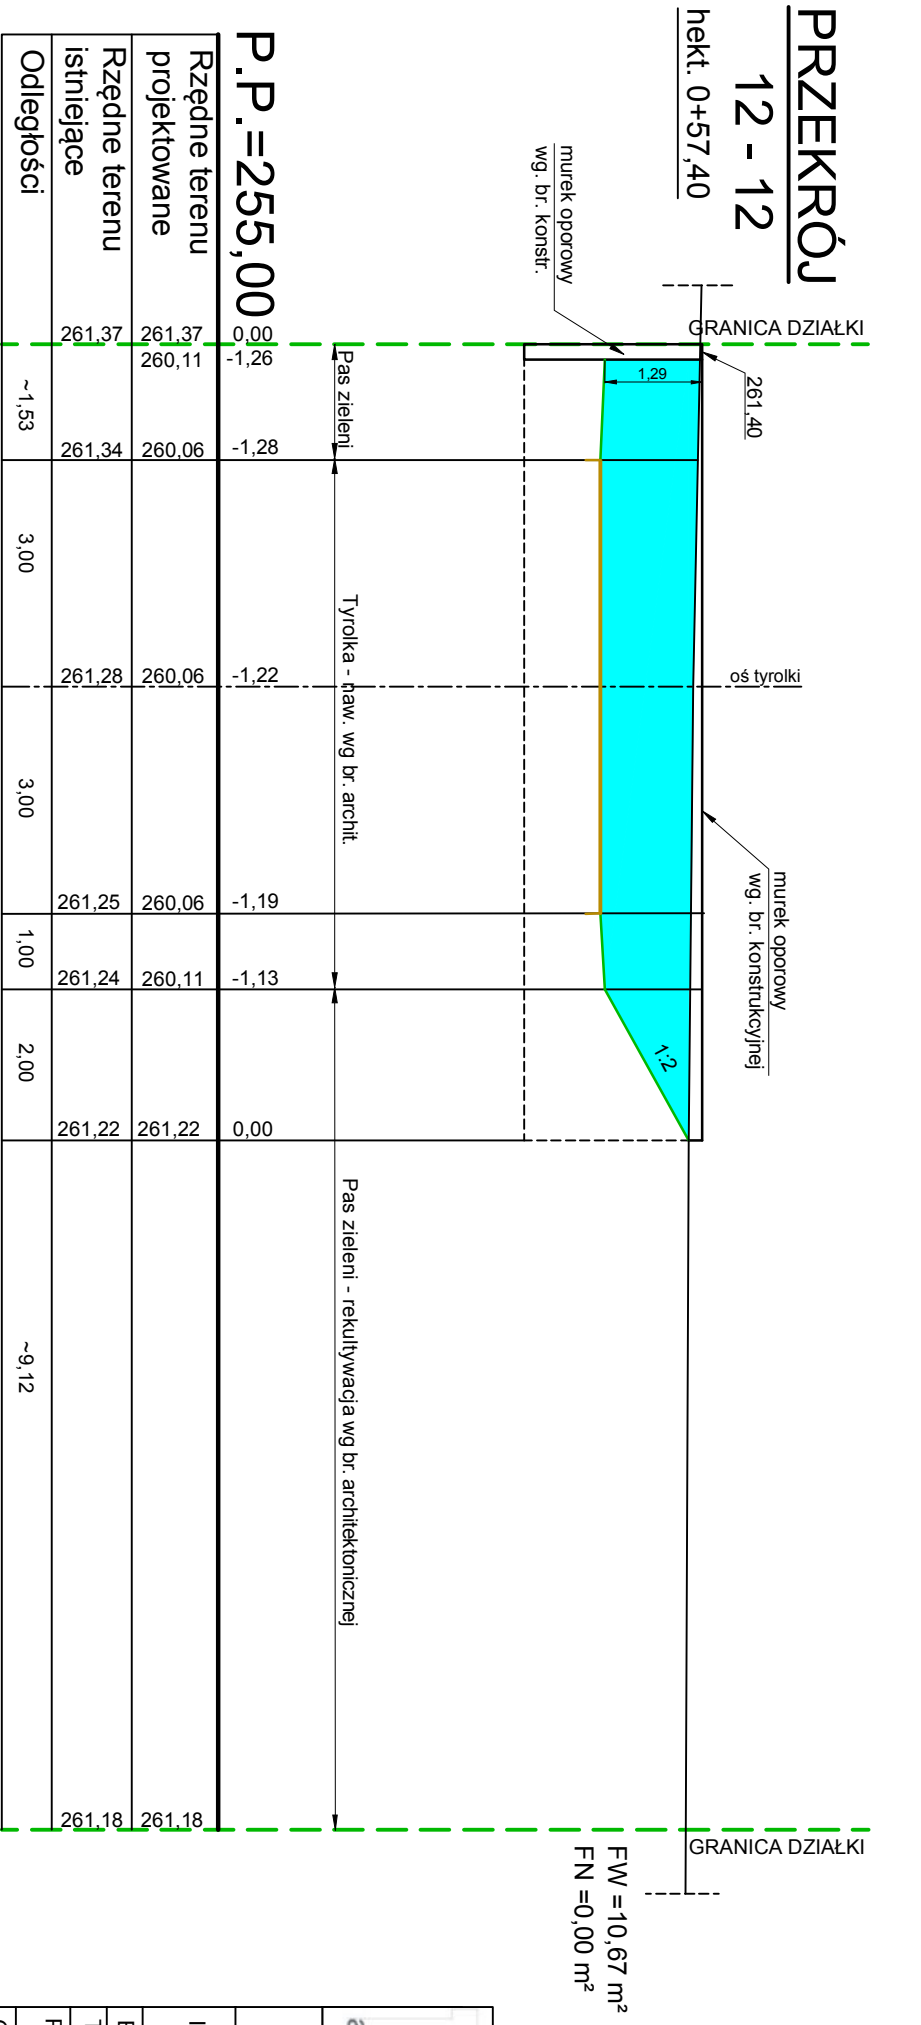 PRZEKRÓJ
12 - 12
hekt. 0+57,40
GRANICA DZIAŁKI
261,40
murek oporowy
wg. br. konstr.
1,29
oś tyrolki
murek oporowy
wg. br. konstrukcyjnej
1:2
GRANICA DZIAŁKI
FW =10,67 m²
FN =0,00 m²
Pas zieleni
Tyrolka - naw. wg br. archit.
Pas zieleni - rekultywacja wg br. architektonicznej
P.P.=255,00
0,00
-1,26
-1,28
-1,22
-1,19
-1,13
0,00
Rzędne terenu
projektowane
261,37
260,11
260,06
260,06
260,06
260,11
261,22
261,18
Rzędne terenu
istniejące
261,37
261,34
261,28
261,25
261,24
261,22
261,18
Odległości
~1,53
3,00
3,00
1,00
2,00
~9,12